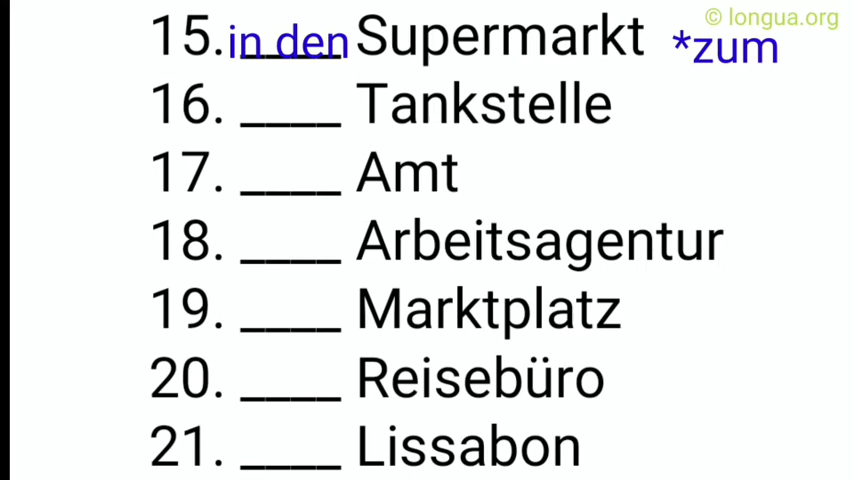 © longua.org
15. in den Supermarkt *zum
16. ____ Tankstelle
17. ____ Amt
18. ____ Arbeitsagentur
19. ____ Marktplatz
20. ____ Reisebüro
21. ____ Lissabon